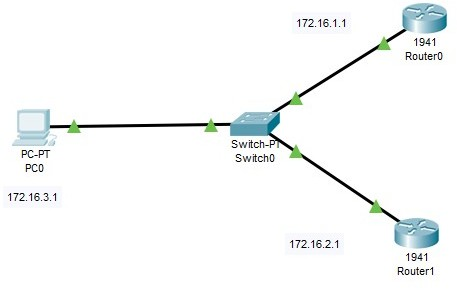 172.16.1.1
1941
Router0
Switch-PT
Switch0
PC-PT
PC0
172.16.3.1
172.16.2.1
1941
Router1